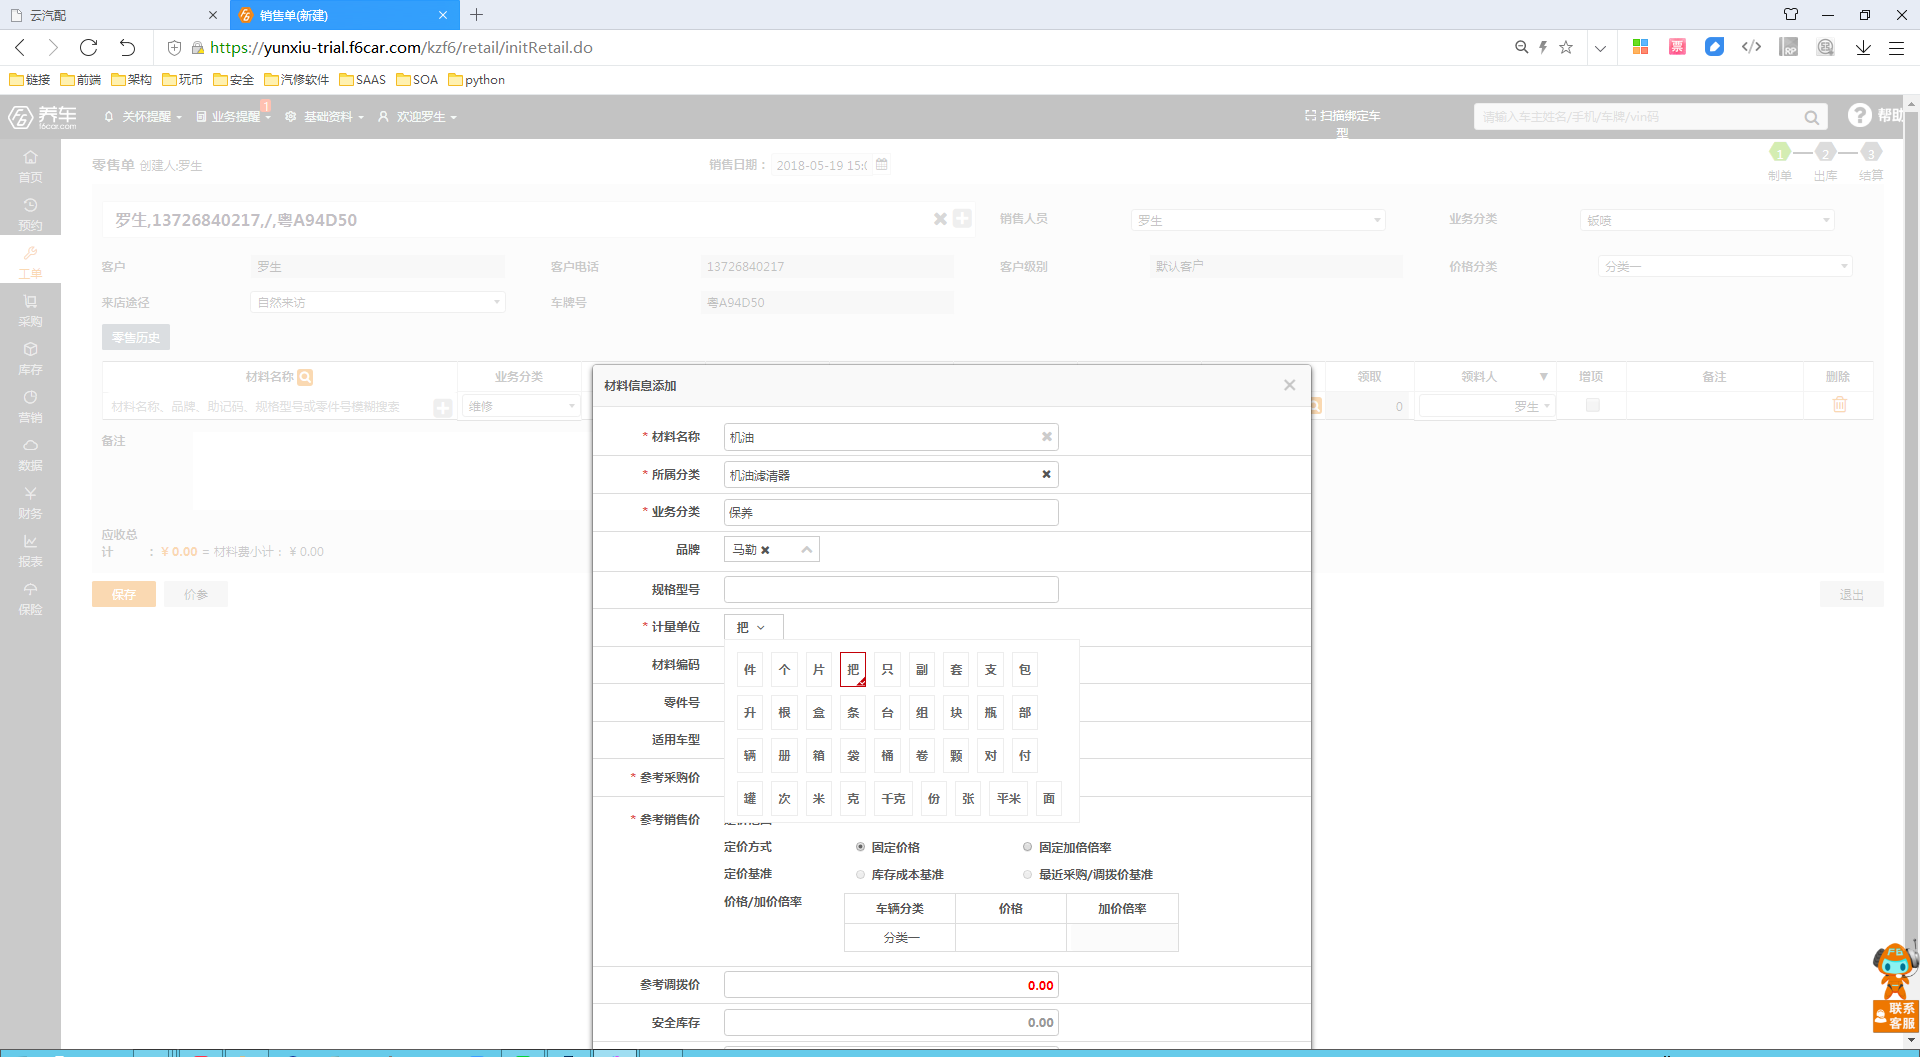 云汽配
销售单(新建)
https://yunxiu-trial.f6car.com/kzf6/retail/initRetail.do
链接 前端 架构 玩币 安全 汽修软件 SAAS SOA python
养车
f6car.com
关怀提醒 业务提醒 1 基础资料 欢迎罗生
扫描绑定车型
请输入车主姓名/手机/车牌/vin码
帮助
首页
预约
工单
采购
库存
营销
数据
财务
报表
保险
零售单 创建人:罗生
销售日期： 2018-05-19 15:0
1 2 3
制单 出库 结算
罗生,13726840217,/,粤A94D50
销售人员 罗生 业务分类 钣喷
客户 罗生 客户电话 13726840217 客户级别 默认客户 价格分类 分类一
来店途径 自然来访 车牌号 粤A94D50
零售历史
材料名称 业务分类 领取 领料人 增项 备注 删除
材料名称、品牌、助记码、规格型号或零件号模糊搜索 维修 0 罗生
备注
应收总计 ： ¥ 0.00 = 材料费小计： ¥ 0.00
保存 价参 退出
材料信息添加
* 材料名称 机油
* 所属分类 机油滤清器
* 业务分类 保养
品牌 马勒
规格型号
* 计量单位 把
件 个 片 把 只 副 套 支 包
升 根 盒 条 台 组 块 瓶 部
辆 册 箱 袋 桶 卷 颗 对 付
罐 次 米 克 千克 份 张 平米 面
材料编码
零件号
适用车型
* 参考采购价
* 参考销售价
定价方式 固定价格 固定加倍倍率
定价基准 库存成本基准 最近采购/调拨价基准
价格/加价倍率
车辆分类 价格 加价倍率
分类一
参考调拨价 0.00
安全库存 0.00
联系
客服